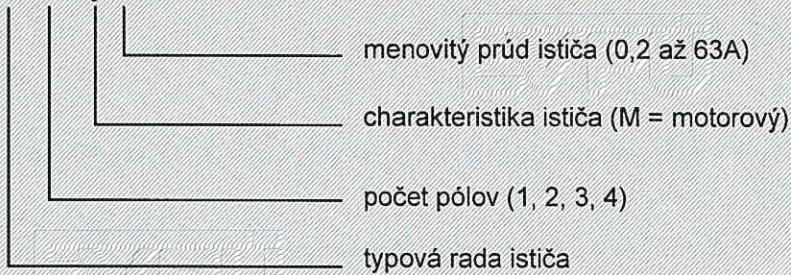 menovitý prúd ističa (0,2 až 63A)
charakteristika ističa (M = motorový)
počet pólov (1, 2, 3, 4)
typová rada ističa